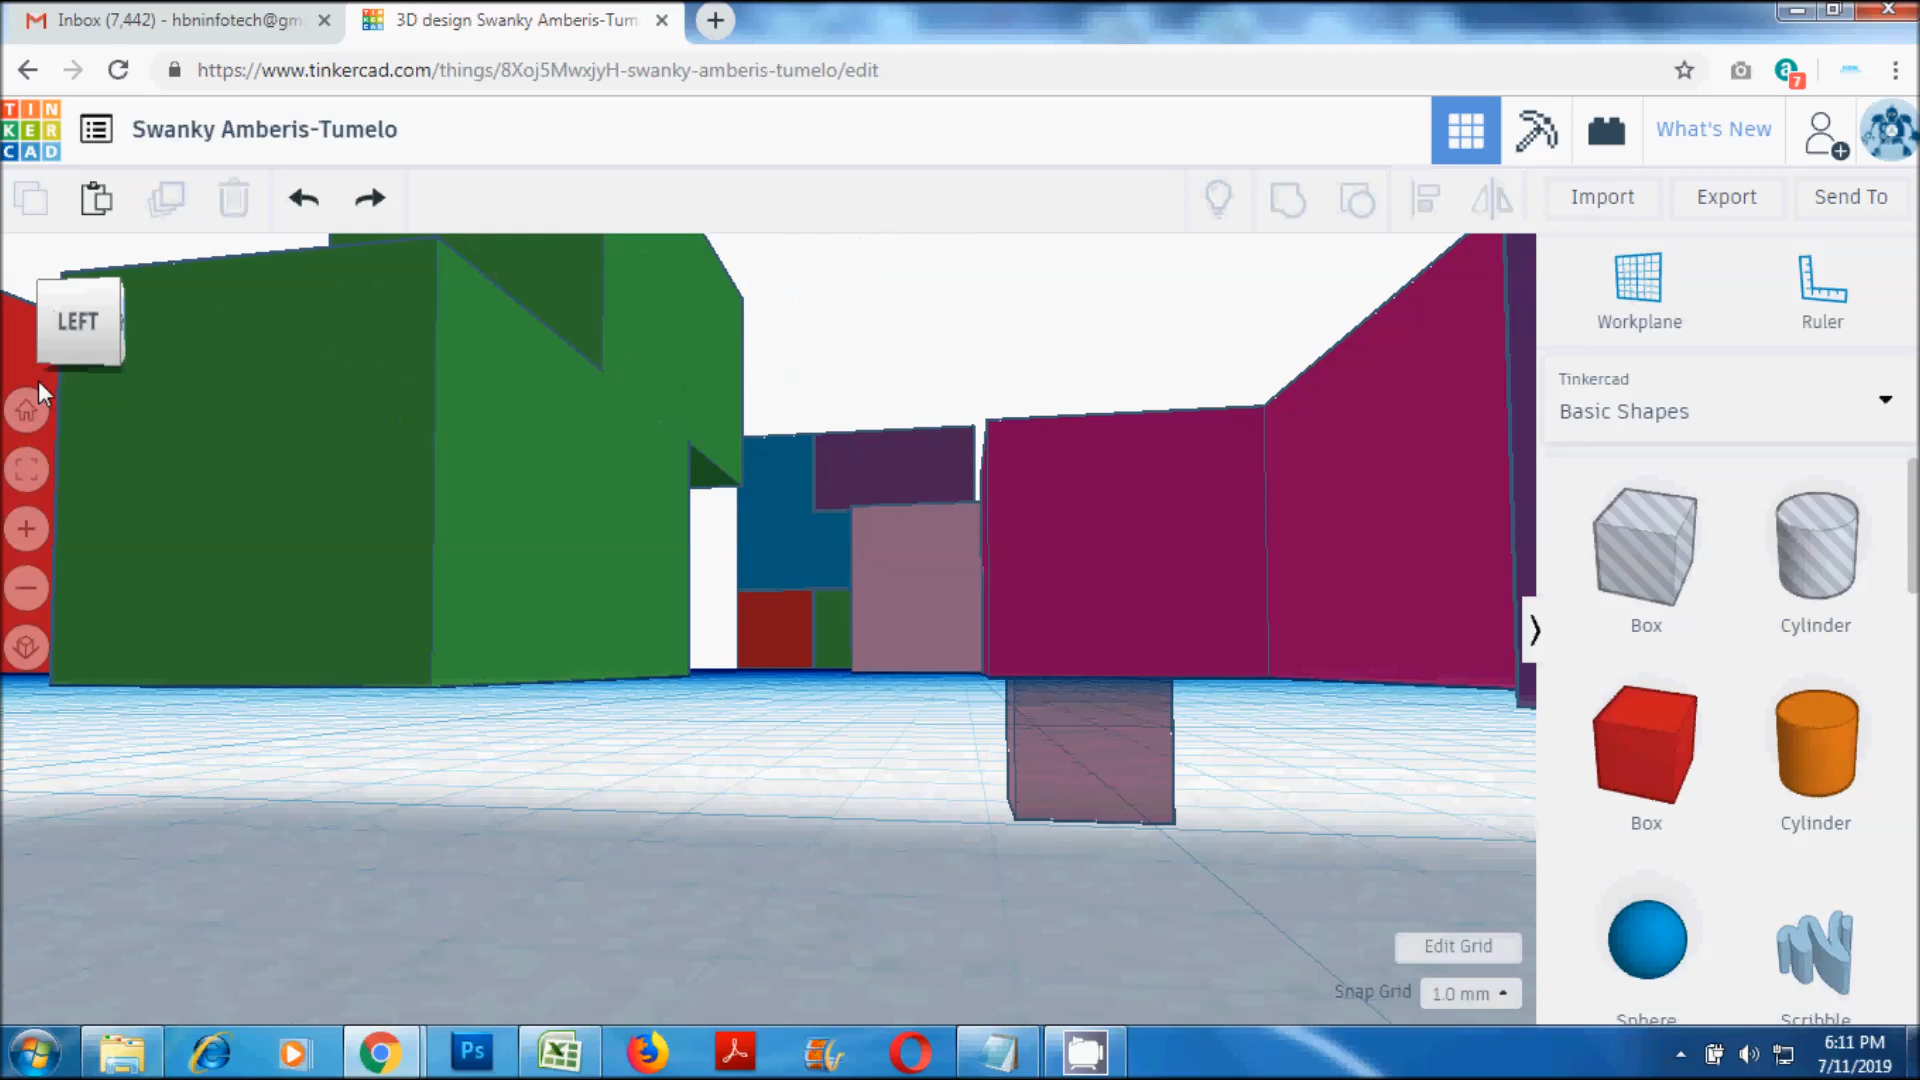 Inbox (7,442) - hbninfotech@gm
3D design Swanky Amberis-Tum
https://www.tinkercad.com/things/8Xoj5MwxjyH-swanky-amberis-tumelo/edit
7
TIN
KER
CAD
Swanky Amberis-Tumelo
What's New
Import
Export
Send To
LEFT
Workplane
Ruler
Tinkercad
Basic Shapes
Box
Cylinder
Box
Cylinder
Edit Grid
Snap Grid
1.0 mm
Sphere
Scribble
Ps
6:11 PM
7/11/2019